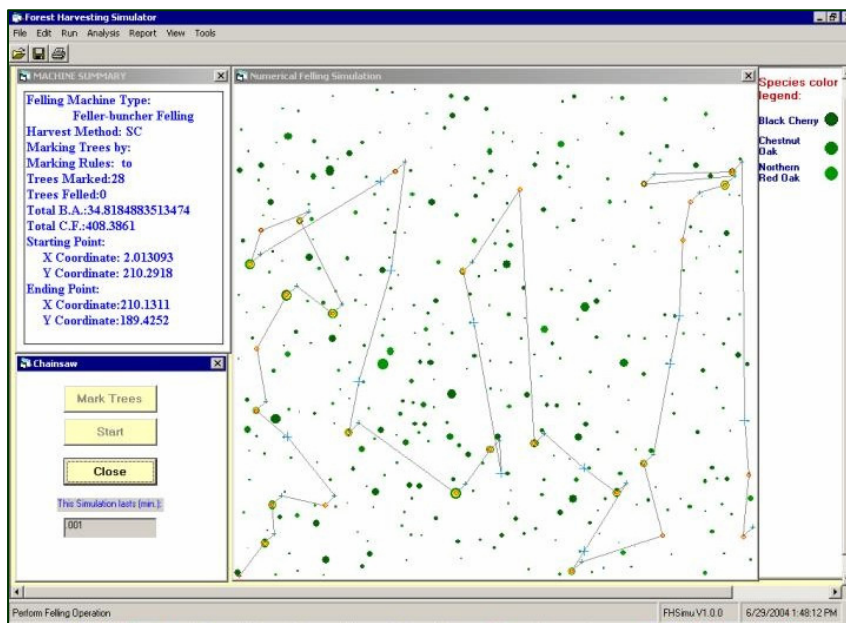 Forest Harvesting Simulator
File Edit Run Analysis Report View Tools
MACHINE SUMMARY
Felling Machine Type:
Feller-buncher Felling
Harvest Method: SC
Marking Trees by:
Marking Rules: to
Trees Marked:28
Trees Felled:0
Total B.A.:34.8184883513474
Total C.F.:408.3861
Starting Point:
X Coordinate: 2.013093
Y Coordinate: 210.2918
Ending Point:
X Coordinate:210.1311
Y Coordinate:189.4252
Chainsaw
Mark Trees
Start
Close
This Simulation lasts (min.):
.001
Numerical Felling Simulation
Species color
legend:
Black Cherry
Chestnut
Oak
Northern
Red Oak
Perform Felling Operation
FHSimu V1.0.0
6/29/2004 1:48:12 PM